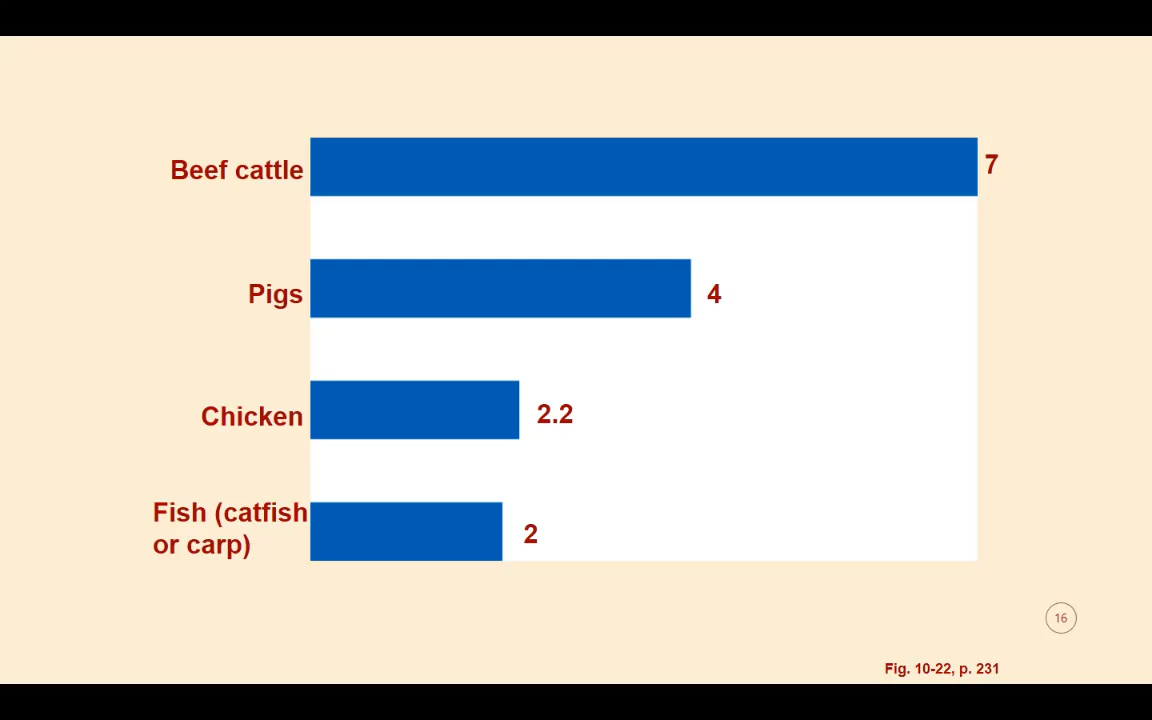 Beef cattle
7
Pigs
4
Chicken
2.2
Fish (catfish
or carp)
2
16
Fig. 10-22, p. 231